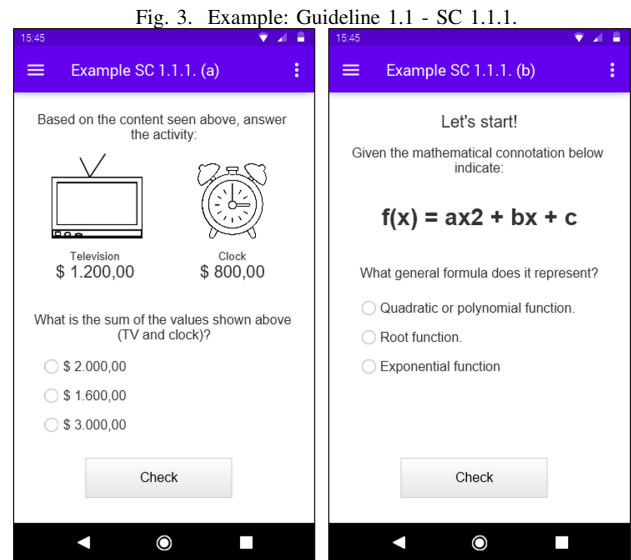 Fig. 3. Example: Guideline 1.1 - SC 1.1.1.
15:45
Example SC 1.1.1. (a)
Based on the content seen above, answer
the activity:
Television
$ 1.200,00
Clock
$ 800,00
What is the sum of the values shown above
(TV and clock)?
$ 2.000,00
$ 1.600,00
$ 3.000,00
Check
15:45
Example SC 1.1.1. (b)
Let's start!
Given the mathematical connotation below
indicate:
f(x) = ax2 + bx + c
What general formula does it represent?
Quadratic or polynomial function.
Root function.
Exponential function
Check